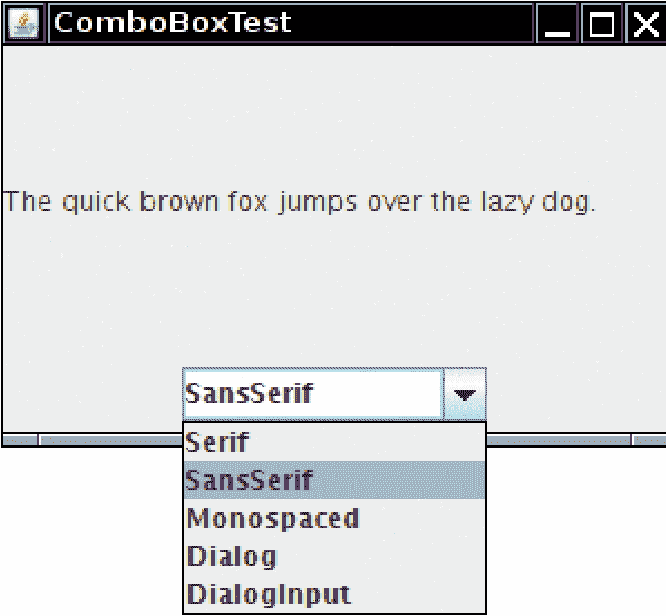 ComboBoxTest
The quick brown fox jumps over the lazy dog.
SansSerif
Serif
SansSerif
Monospaced
Dialog
DialogInput